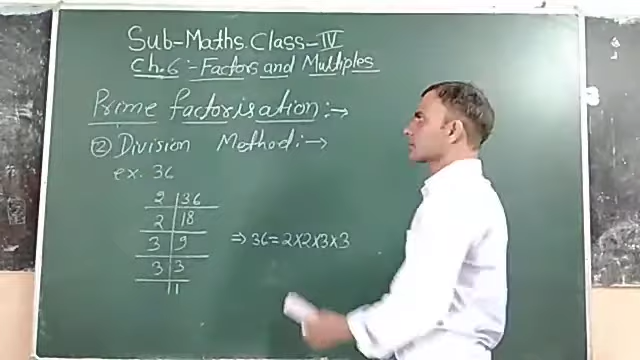 Sub-Maths. Class-IV
Ch.6:- Factors and Multiples
Prime factorisation:→
② Division Method:→
ex. 36
2 | 36
2 | 18
3 | 9
3 | 3
| 1
⇒ 36 = 2×2×3×3